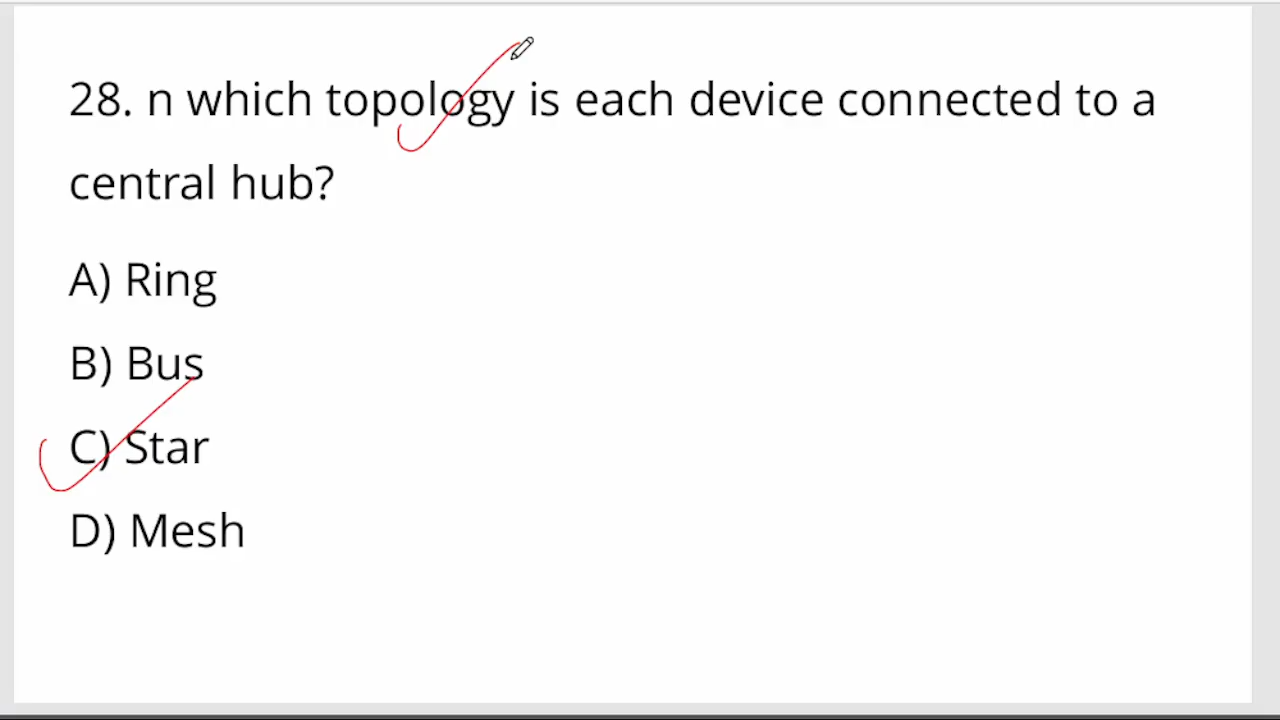 28. n which topology is each device connected to a
central hub?
A) Ring
B) Bus
C) Star
D) Mesh